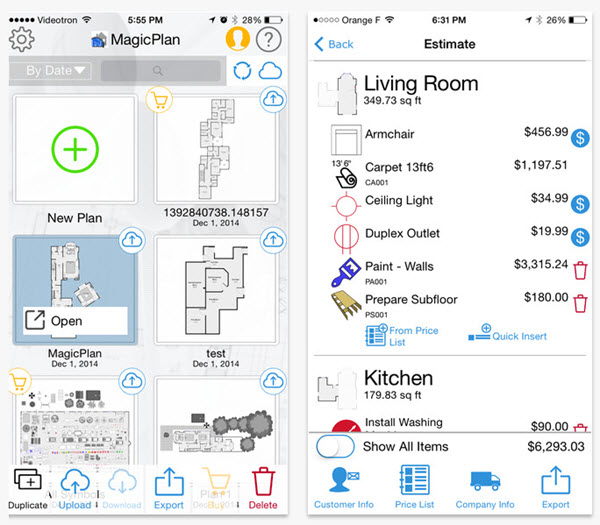 Videotron 5:55 PM 28%
MagicPlan ?
By Date
New Plan
1392840738.148157
Dec 1, 2014
Open
MagicPlan
Dec 1, 2014
test
Dec 1, 2014
All Symbols
Plan 1
Duplicate Upload Download Export Buy Delete
Orange F 6:31 PM 26%
Back Estimate
Living Room
349.73 sq ft
Armchair $456.99 $
13' 6" Carpet 13ft6 $1,197.51
CA001
Ceiling Light $34.99 $
Duplex Outlet $19.99 $
Paint - Walls $3,315.24
PA001
Prepare Subfloor $180.00
PS001
From Price
List
Quick Insert
Kitchen
179.83 sq ft
Install Washing $90.00
Show All Items $6,293.03
Customer Info Price List Company Info Export